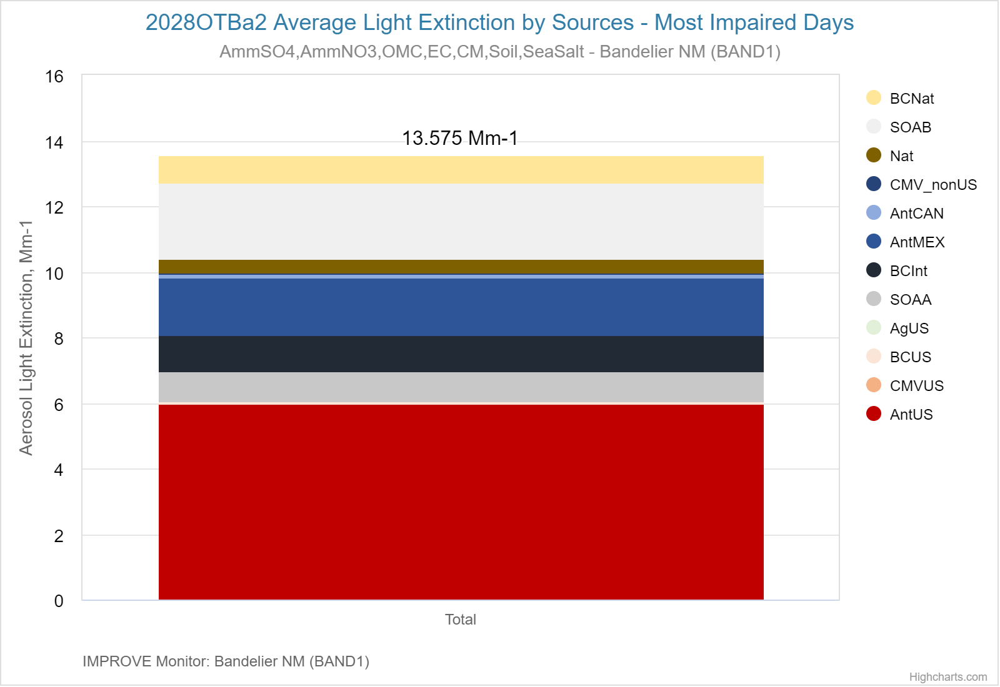 2028OTBa2 Average Light Extinction by Sources - Most Impaired Days
AmmSO4,AmmNO3,OMC,EC,CM,Soil,SeaSalt - Bandelier NM (BAND1)
Aerosol Light Extinction, Mm-1
16
14
12
10
8
6
4
2
0
13.575 Mm-1
Total
BCNat
SOAB
Nat
CMV_nonUS
AntCAN
AntMEX
BCInt
SOAA
AgUS
BCUS
CMVUS
AntUS
IMPROVE Monitor: Bandelier NM (BAND1)
Highcharts.com